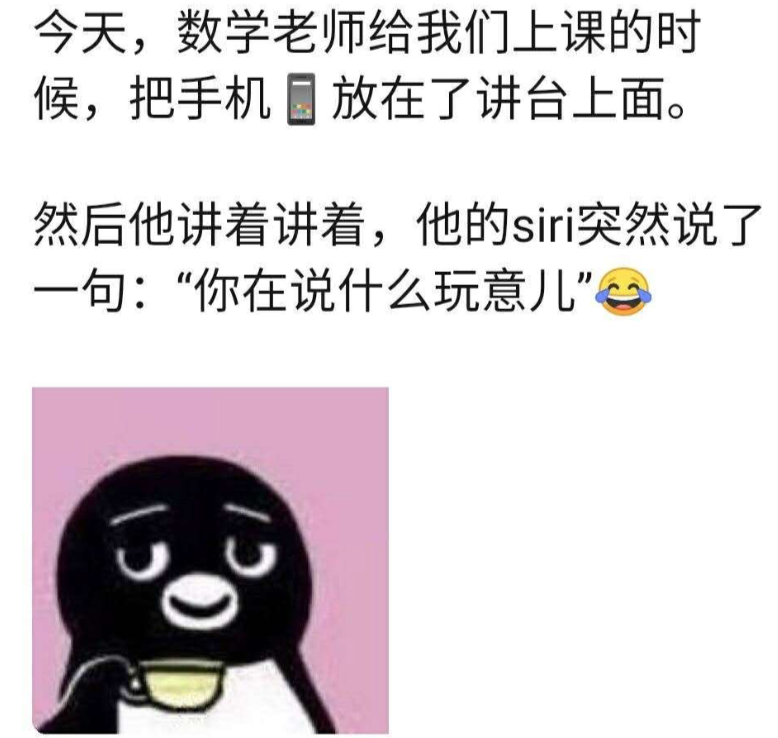 今天，数学老师给我们上课的时
候，把手机📱放在了讲台上面。
然后他讲着讲着，他的siri突然说了
一句：“你在说什么玩意儿”😂